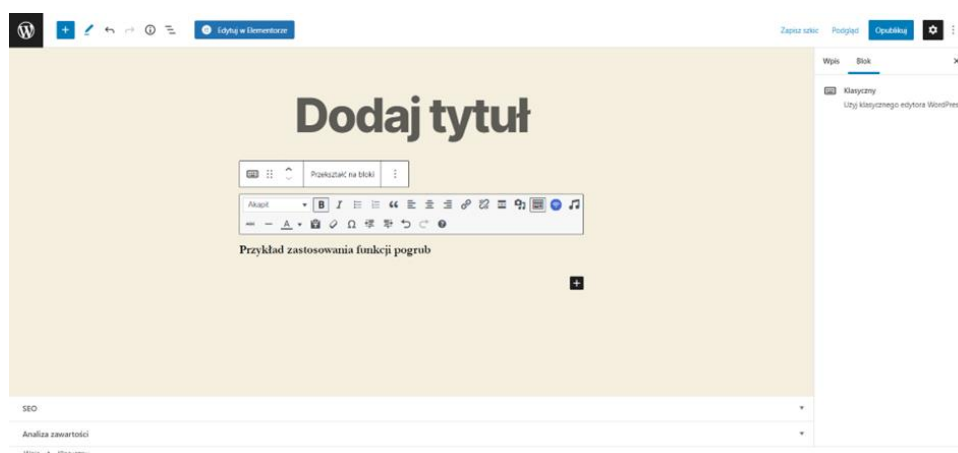 Edytuj w Elementorze
Zapisz szkic Podgląd Opublikuj
Wpis Blok
Klasyczny
Użyj klasycznego edytora WordPres
Dodaj tytuł
Przekształć na bloki
Akapit
Przykład zastosowania funkcji pogrub
SEO
Analiza zawartości